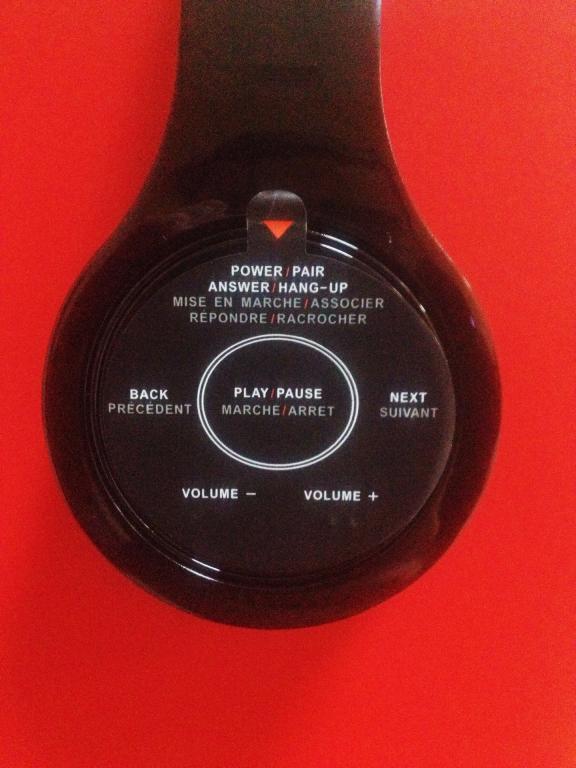 POWER/PAIR
ANSWER/HANG-UP
MISE EN MARCHE/ASSOCIER
RÉPONDRE/RACROCHER
BACK
PRÉCÉDENT
PLAY/PAUSE
MARCHE/ARRET
NEXT
SUIVANT
VOLUME −
VOLUME +